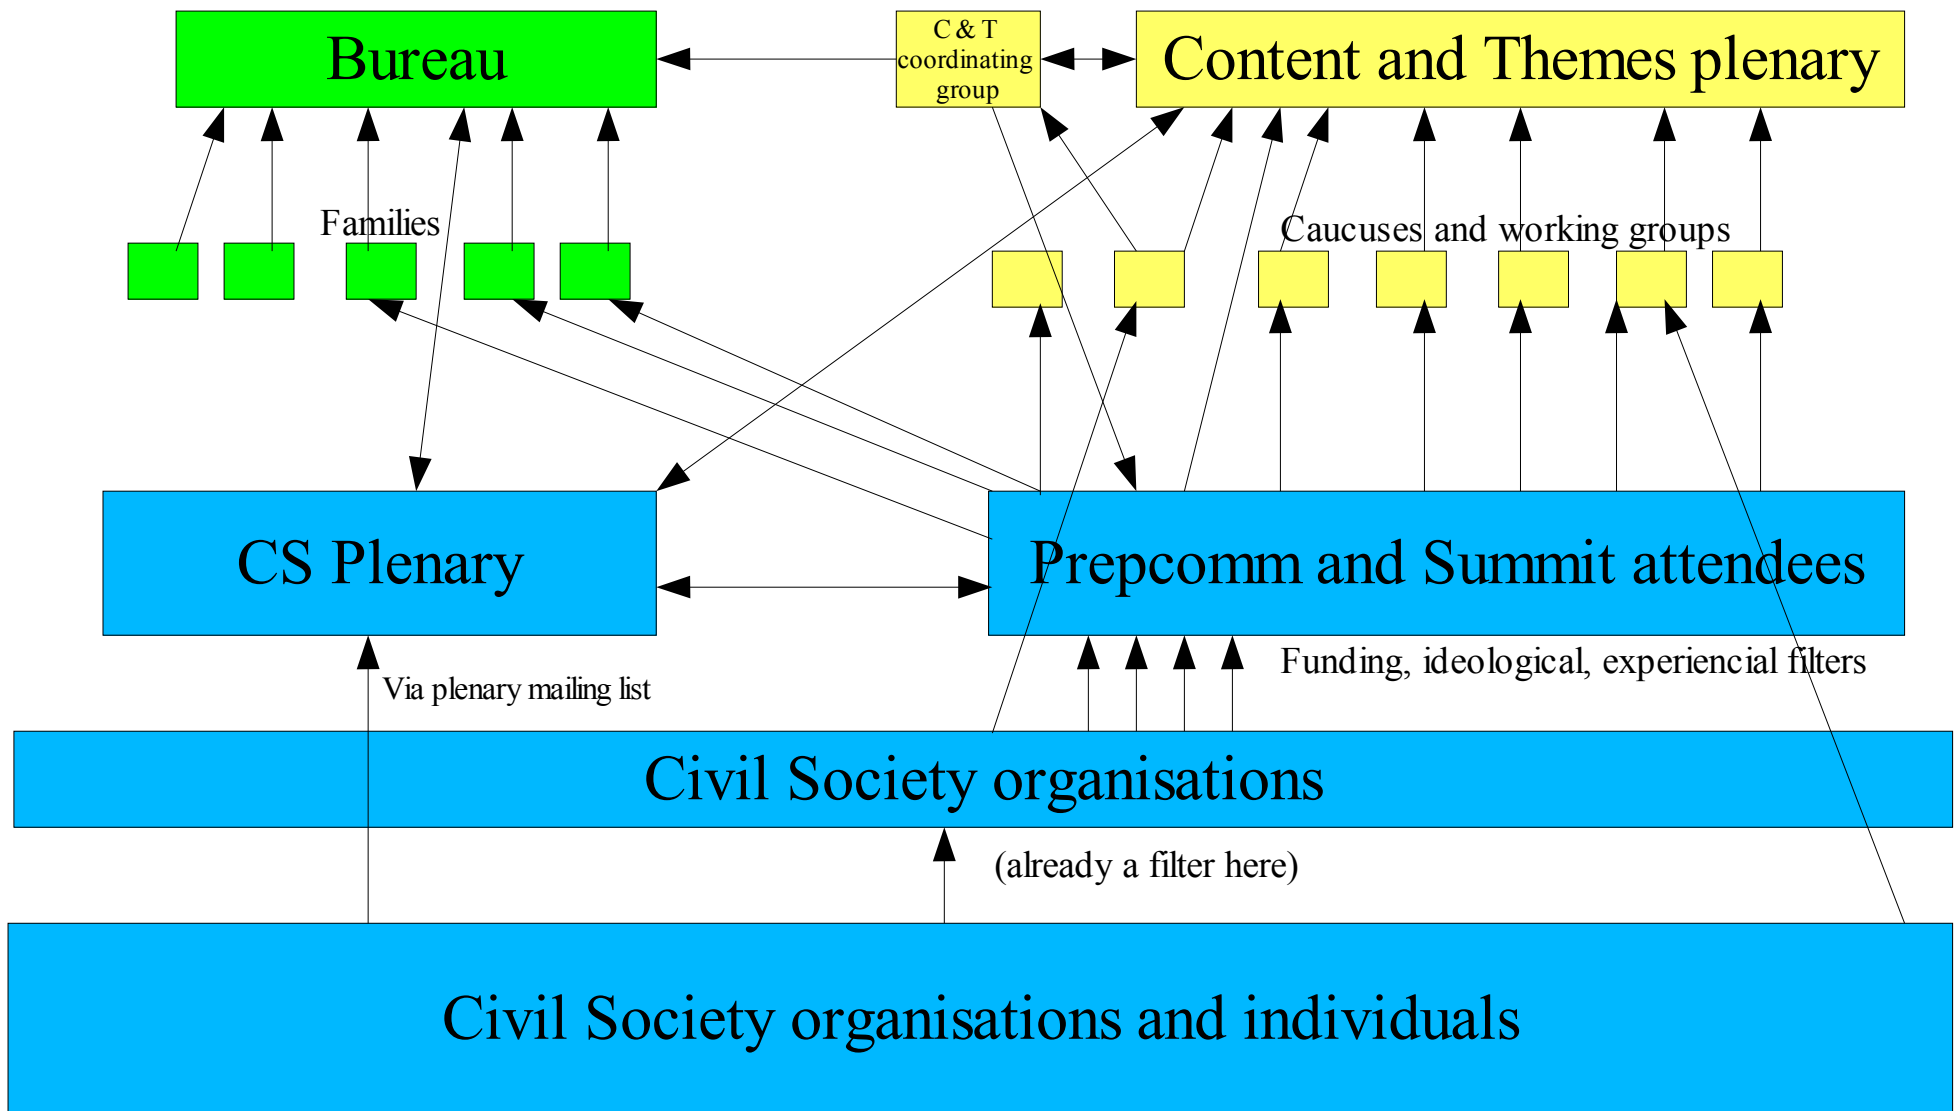 Bureau
C & T
coordinating
group
Content and Themes plenary
Families
Caucuses and working groups
CS Plenary
Prepcomm and Summit attendees
Via plenary mailing list
Funding, ideological, experiencial filters
Civil Society organisations
(already a filter here)
Civil Society organisations and individuals